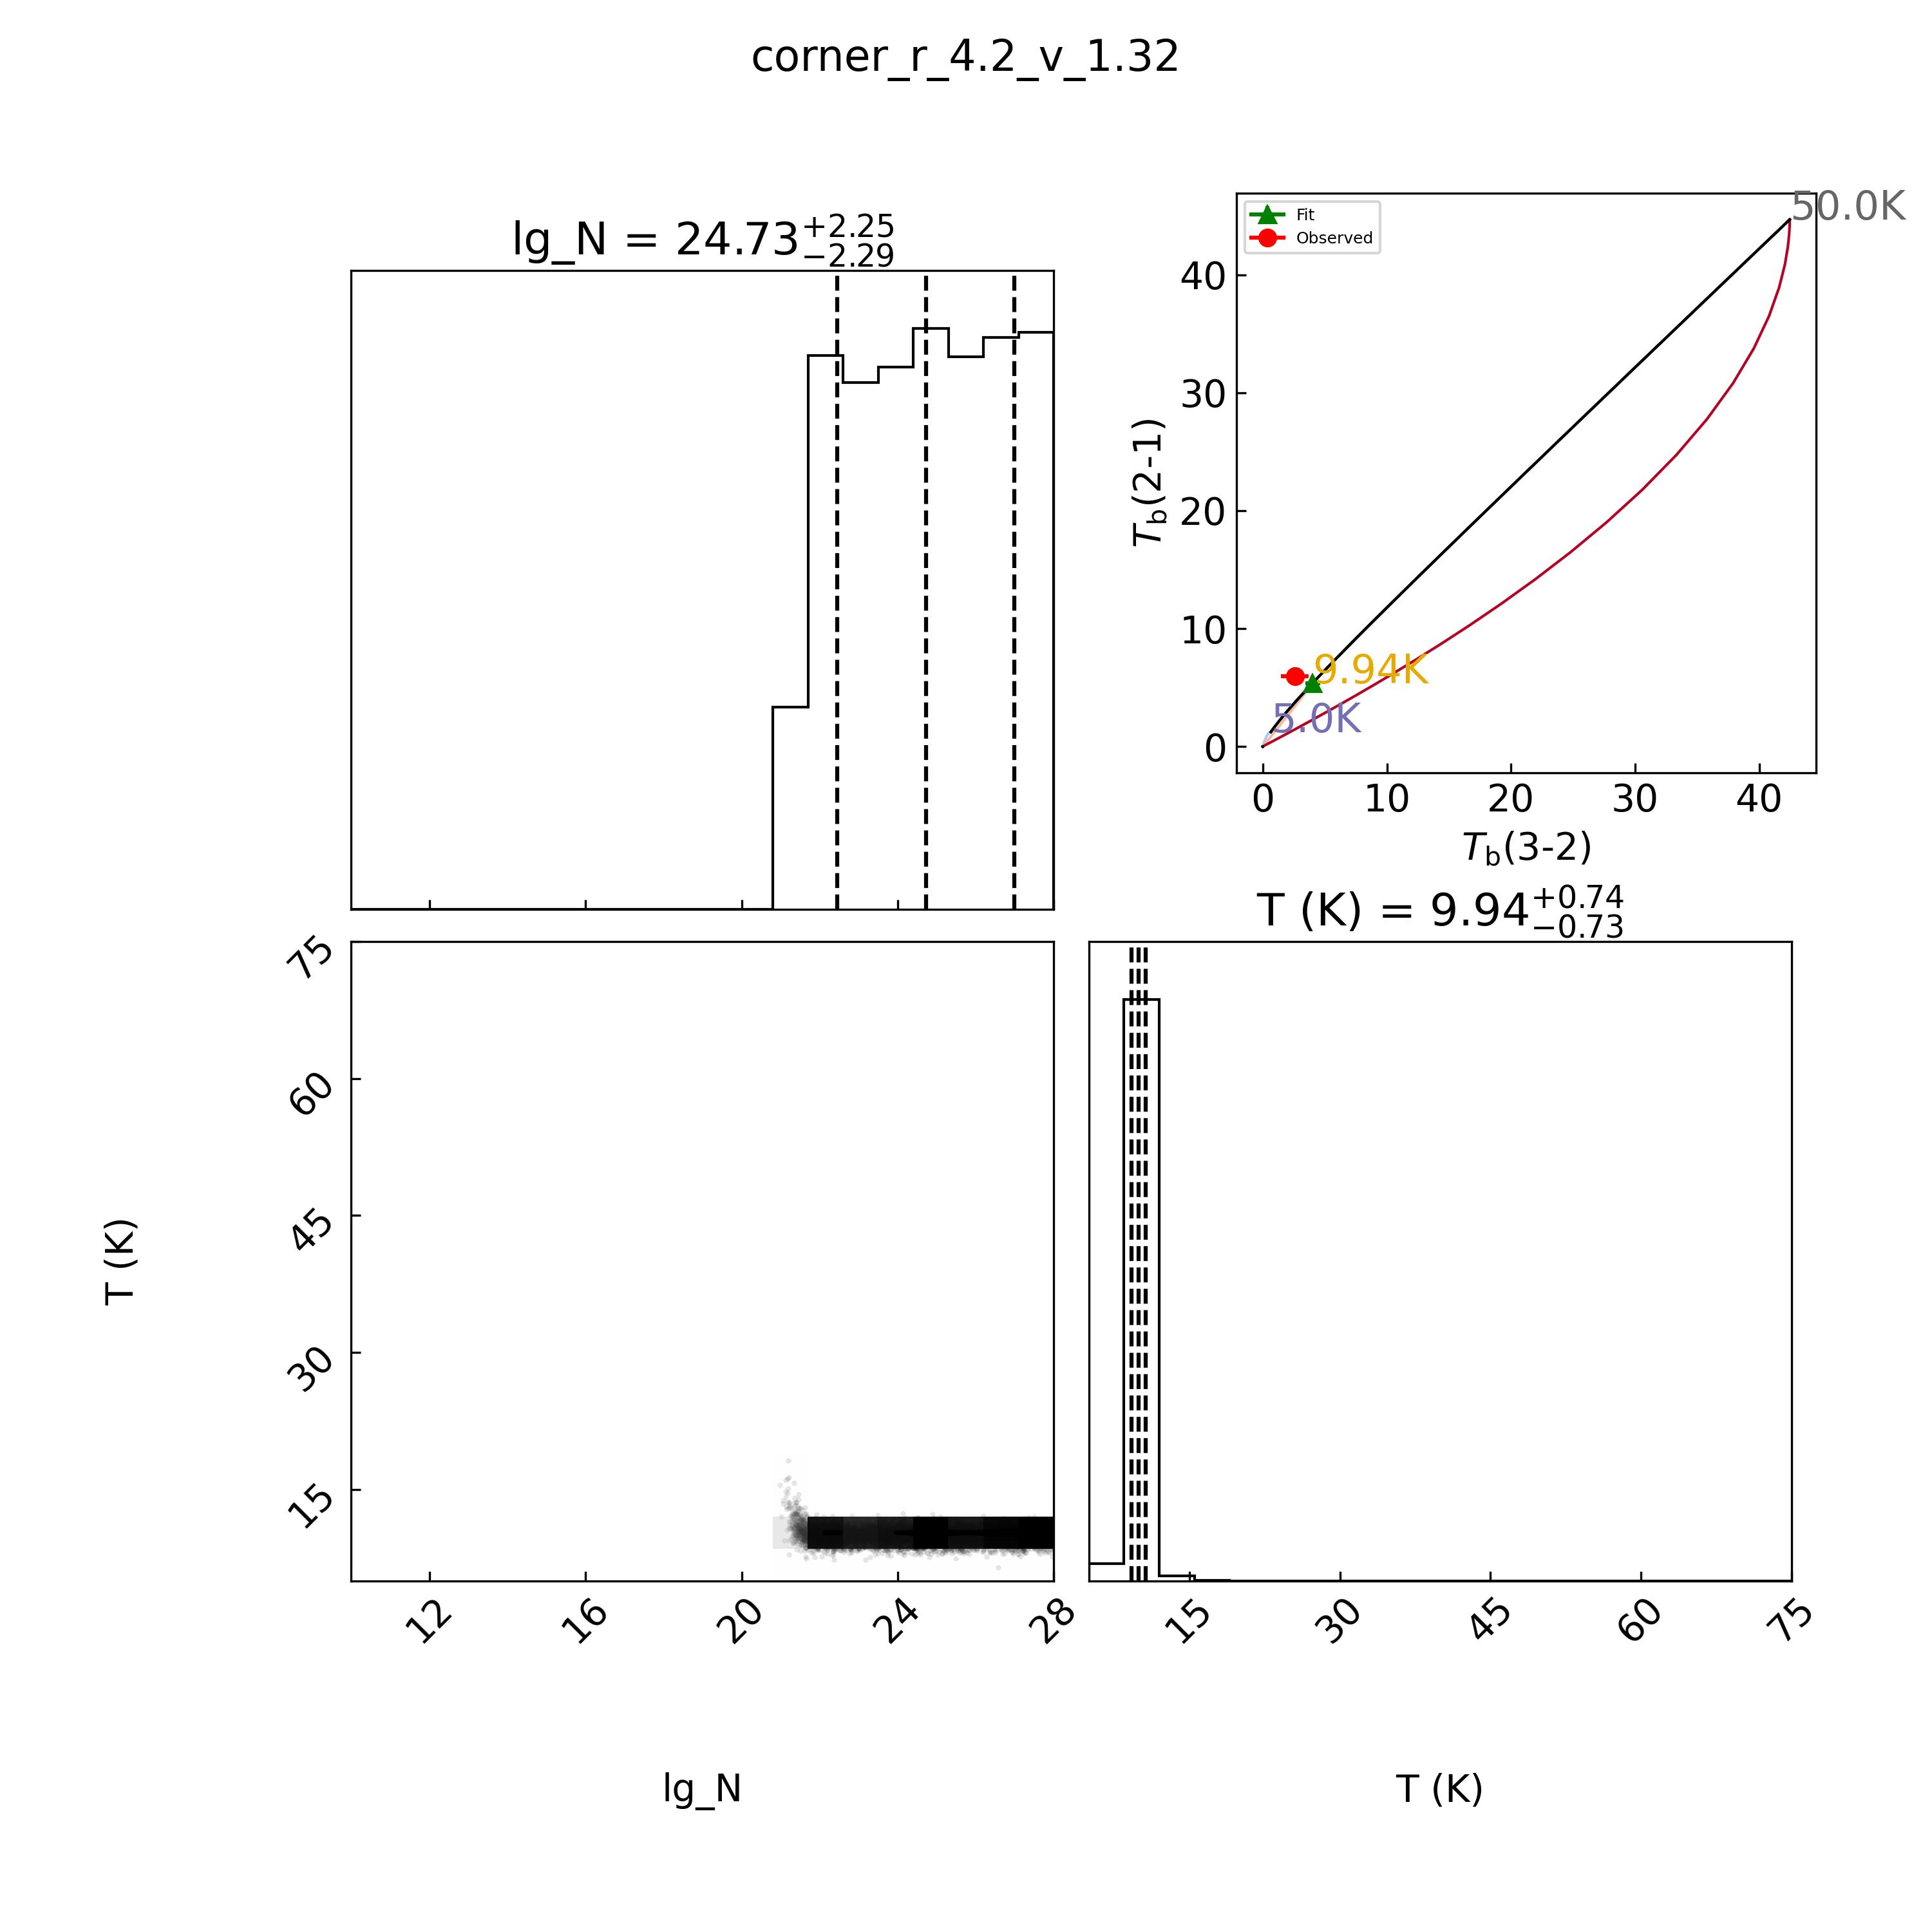 corner_r_4.2_v_1.32
lg_N = 24.73+2.25−2.29
50.0K
Fit
Observed
40
30
20
10
0
Tb(2-1)
9.94K
5.0K
0 10 20 30 40
Tb(3-2)
T (K) = 9.94+0.74−0.73
75
60
45
30
15
T (K)
12 16 20 24 28
15 30 45 60 75
lg_N
T (K)